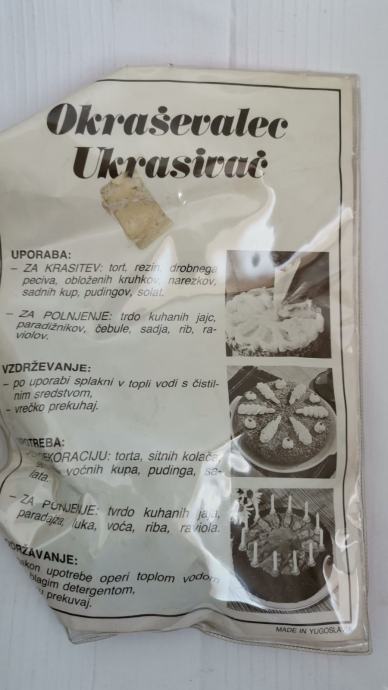 Okraševalec
Ukrasivač
UPORABA:
– ZA KRASITEV: tort, rezin, drobnega
peciva, obloženih kruhkov, narezkov,
sadnih kup, pudingov, solat.
– ZA POLNJENJE: trdo kuhanih jajc,
paradižnikov, čebule, sadja, rib, ra-
violov.
VZDRŽEVANJE:
– po uporabi splakni v topli vodi s čistil-
nim sredstvom,
– vrečko prekuhaj.
DEKORACIJU: torta, sitnih kolača,
voćnih kupa, pudinga, sa-
lata.
– ZA PUNJENJE: tvrdo kuhanih jaja,
paradajza, luka, voća, riba, raviola.
nakon upotrebe operi toplom vodom
blagim detergentom,
prekuvaj.
MADE IN YUGOSLAVIA